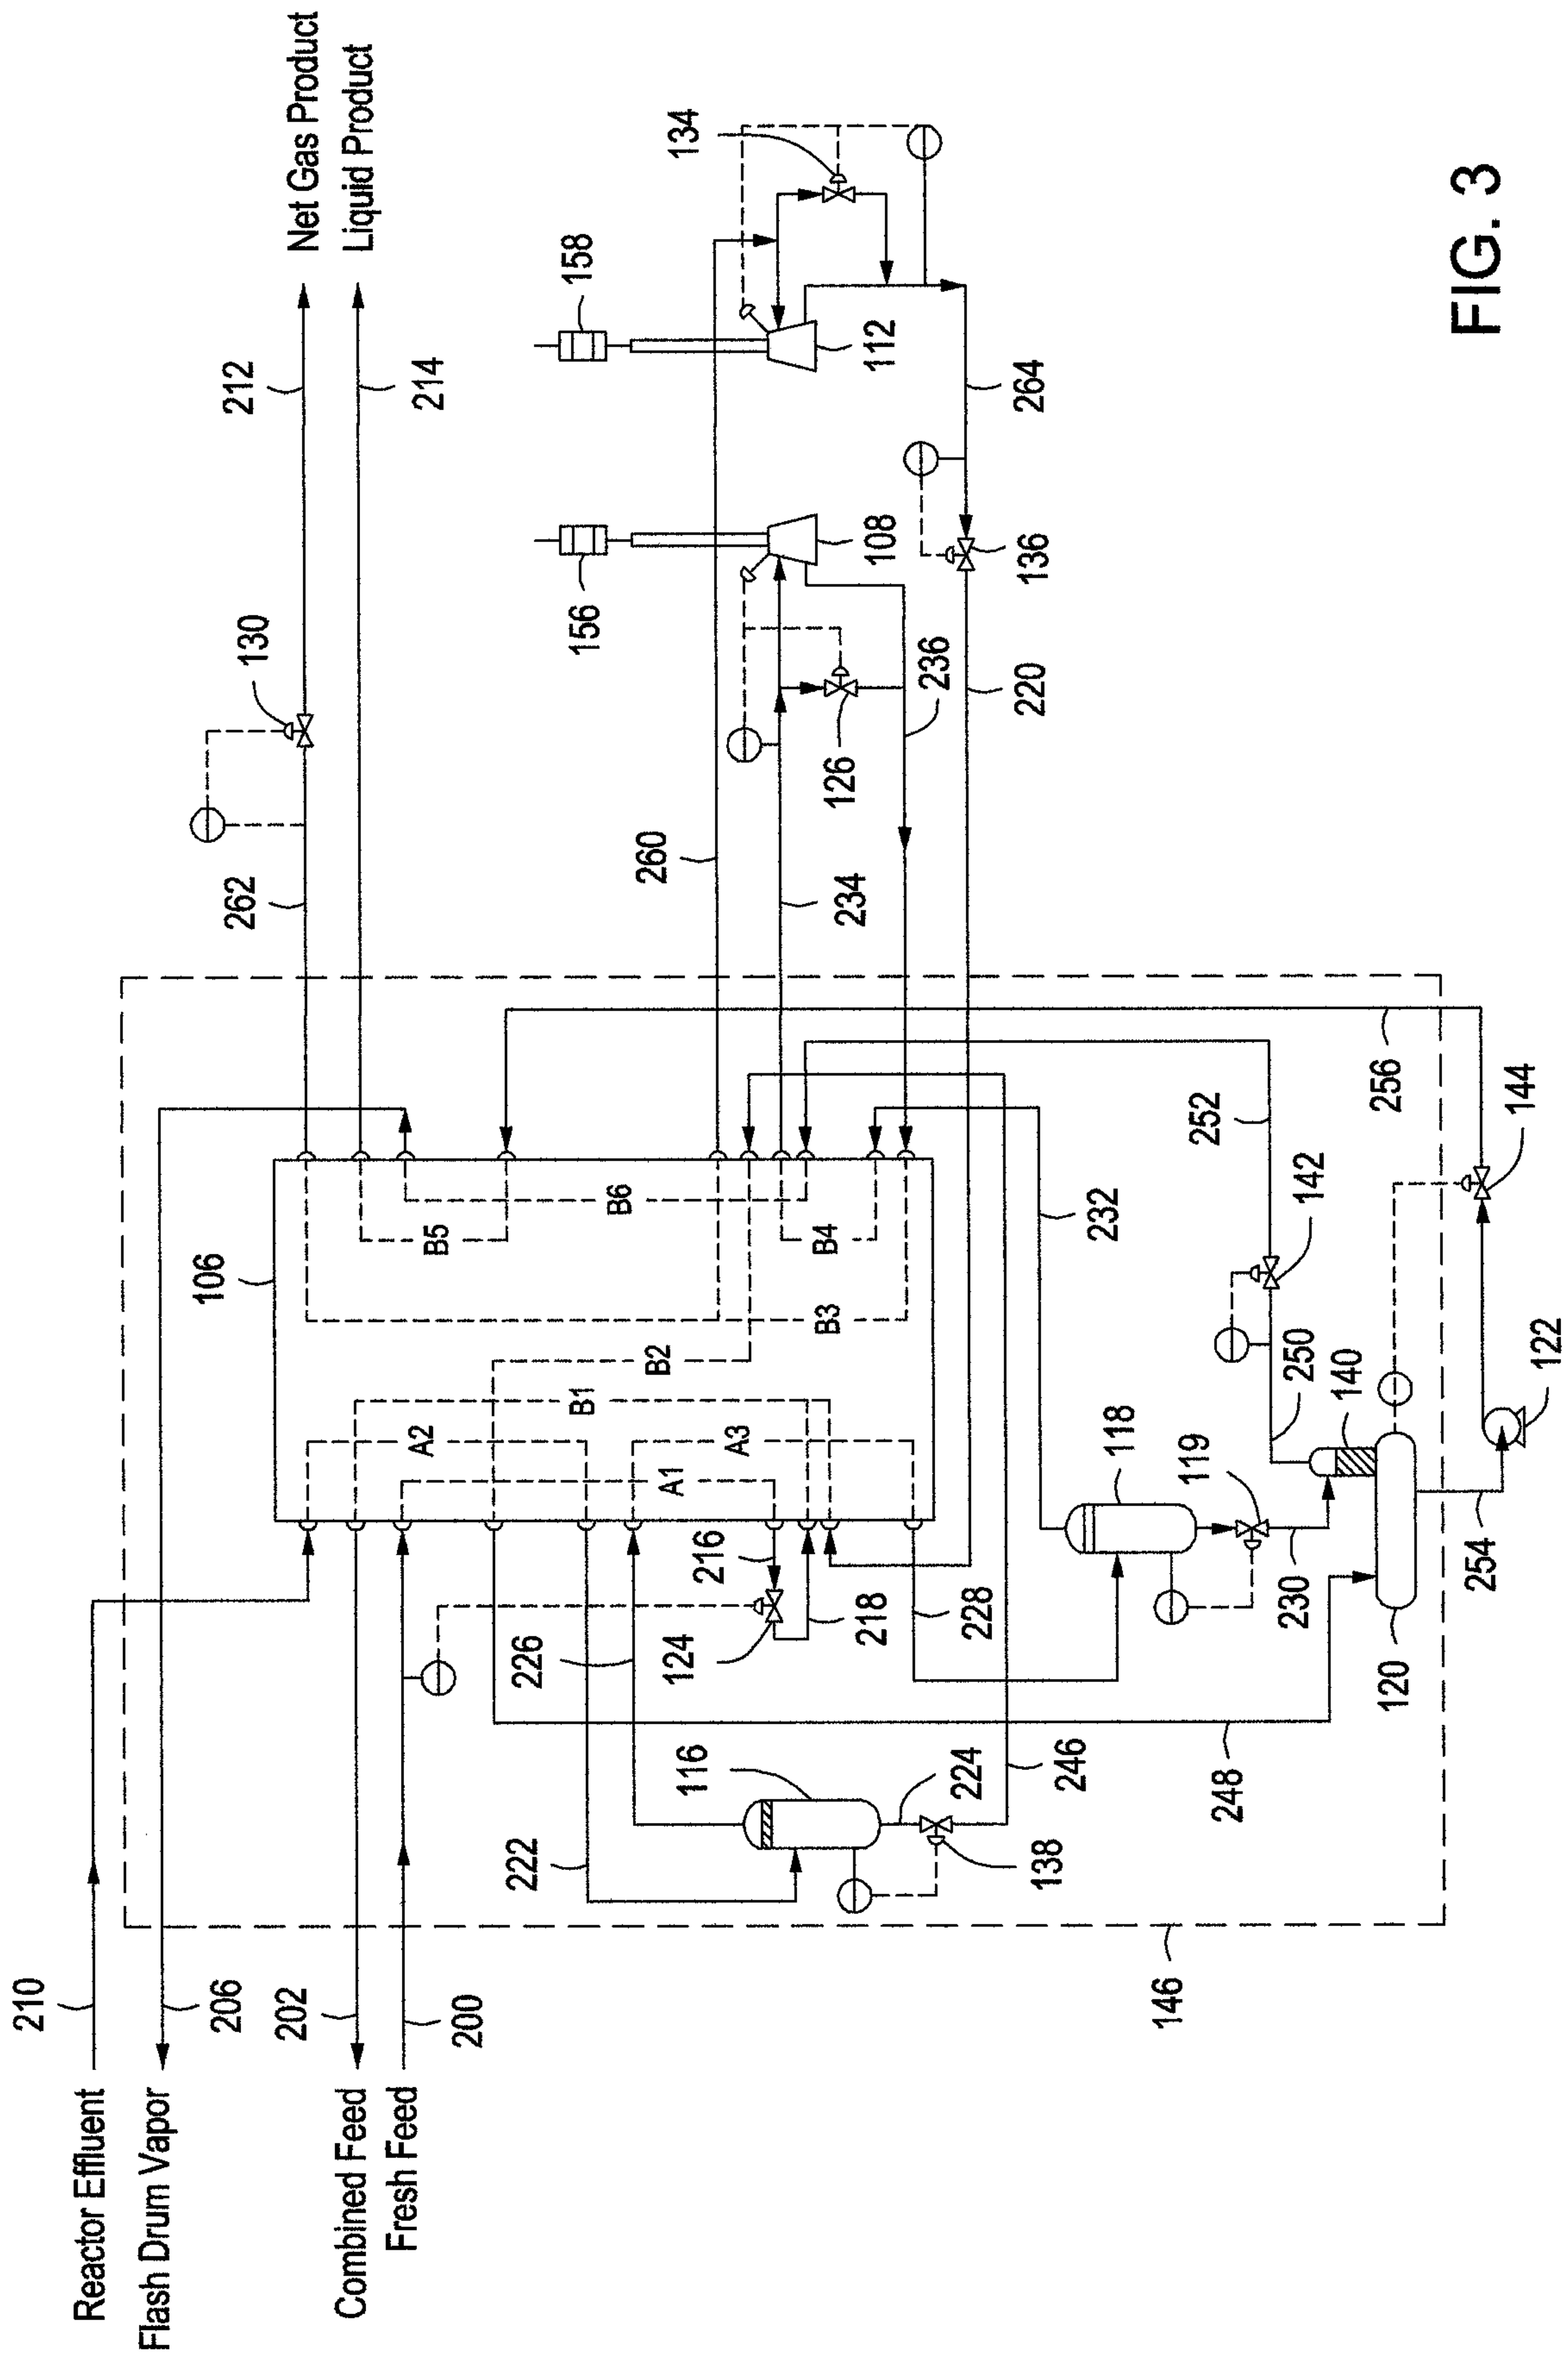 Reactor Effluent
Flash Drum Vapor
Combined Feed
Fresh Feed
210
206
202
200
146
222
116
224
138
246
248
226
124
216
218
228
118
119
230
120
254
122
144
140
250
142
252
256
232
106
A2
A1
A3
B1
B2
B3
B4
B5
B6
262
130
212
214
Net Gas Product
Liquid Product
260
234
126
236
220
156
108
136
264
158
112
134
FIG. 3